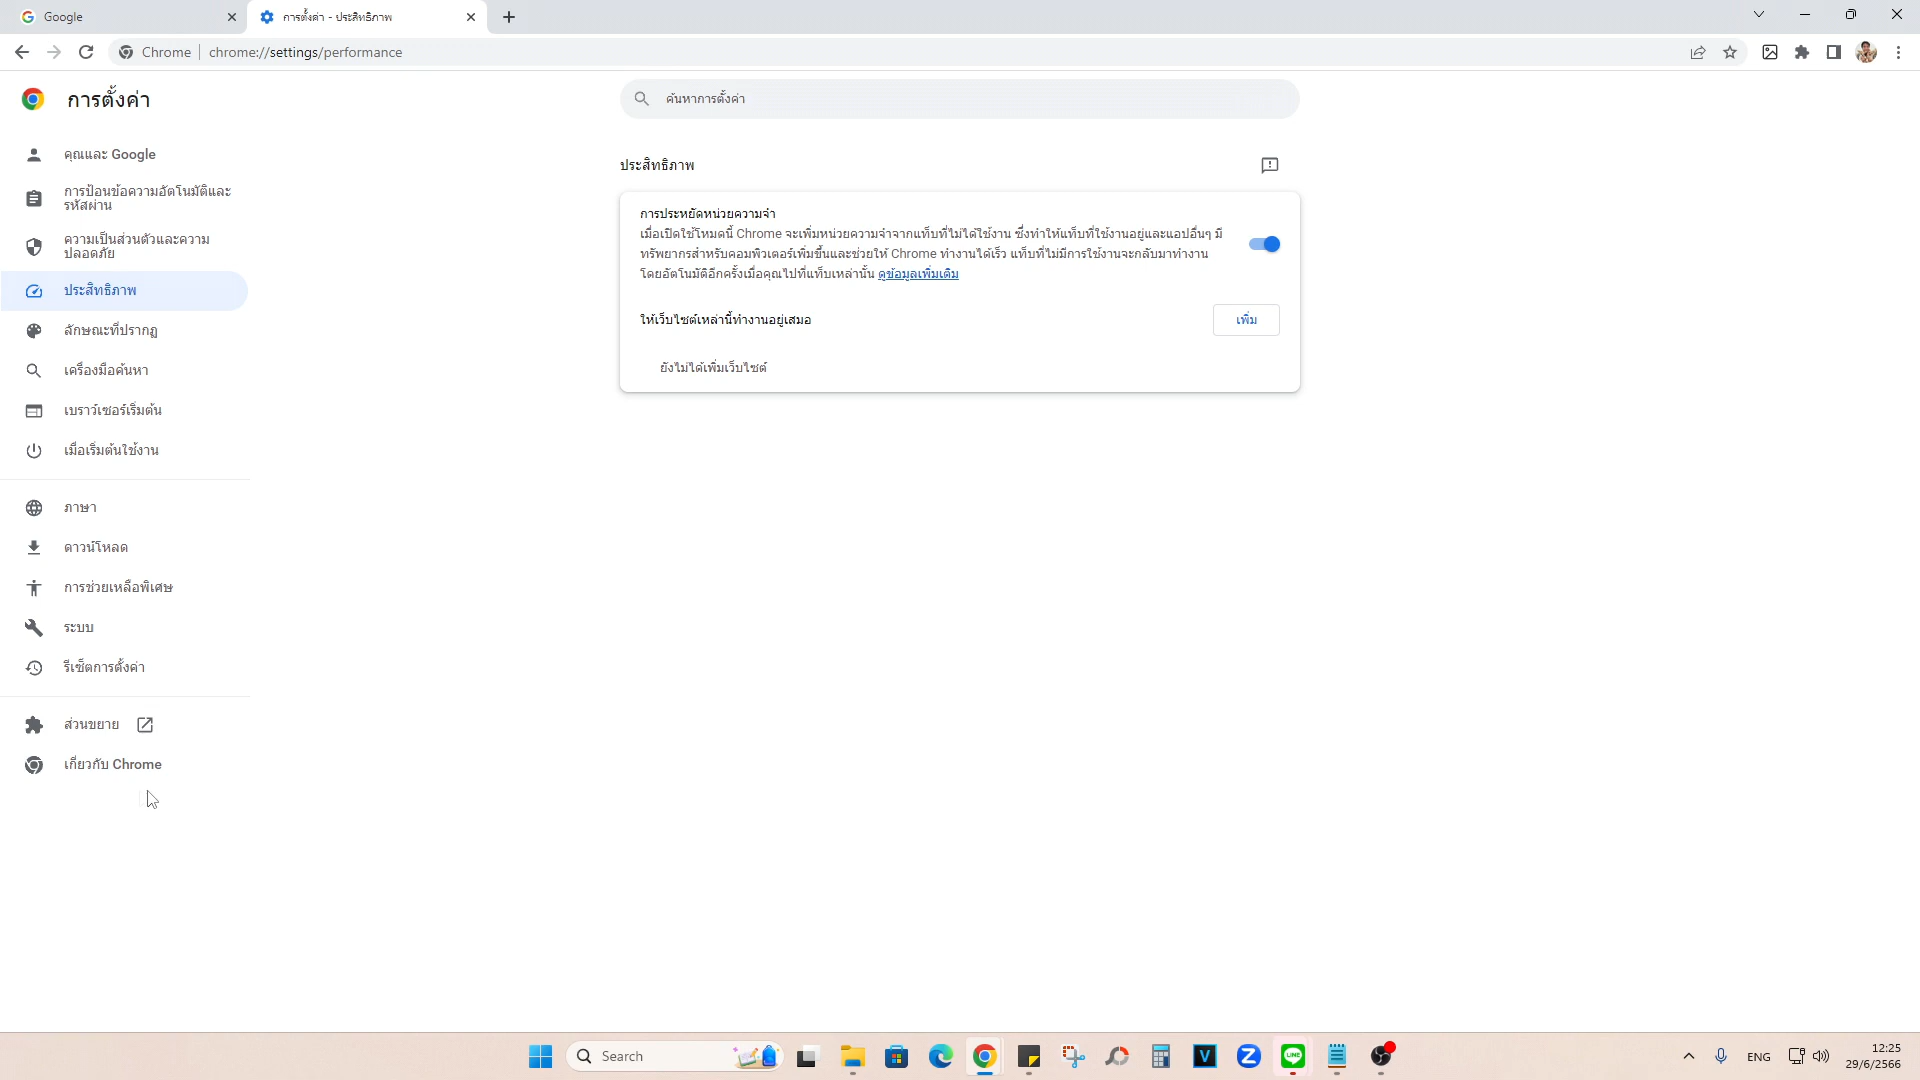 Google
การตั้งค่า - ประสิทธิภาพ
Chrome
chrome://settings/performance
การตั้งค่า
ค้นหาการตั้งค่า
คุณและ Google
การป้อนข้อความอัตโนมัติและ
รหัสผ่าน
ความเป็นส่วนตัวและความ
ปลอดภัย
ประสิทธิภาพ
ลักษณะที่ปรากฏ
เครื่องมือค้นหา
เบราว์เซอร์เริ่มต้น
เมื่อเริ่มต้นใช้งาน
ภาษา
ดาวน์โหลด
การช่วยเหลือพิเศษ
ระบบ
รีเซ็ตการตั้งค่า
ส่วนขยาย
เกี่ยวกับ Chrome
ประสิทธิภาพ
การประหยัดหน่วยความจำ
เมื่อเปิดใช้โหมดนี้ Chrome จะเพิ่มหน่วยความจำจากแท็บที่ไม่ได้ใช้งาน ซึ่งทำให้แท็บที่ใช้งานอยู่และแอปอื่นๆ มี
ทรัพยากรสำหรับคอมพิวเตอร์เพิ่มขึ้นและช่วยให้ Chrome ทำงานได้เร็ว แท็บที่ไม่มีการใช้งานจะกลับมาทำงาน
โดยอัตโนมัติอีกครั้งเมื่อคุณไปที่แท็บเหล่านั้น ดูข้อมูลเพิ่มเติม
ให้เว็บไซต์เหล่านี้ทำงานอยู่เสมอ
เพิ่ม
ยังไม่ได้เพิ่มเว็บไซต์
Search
V
Z
LINE
ENG
12:25
29/6/2566